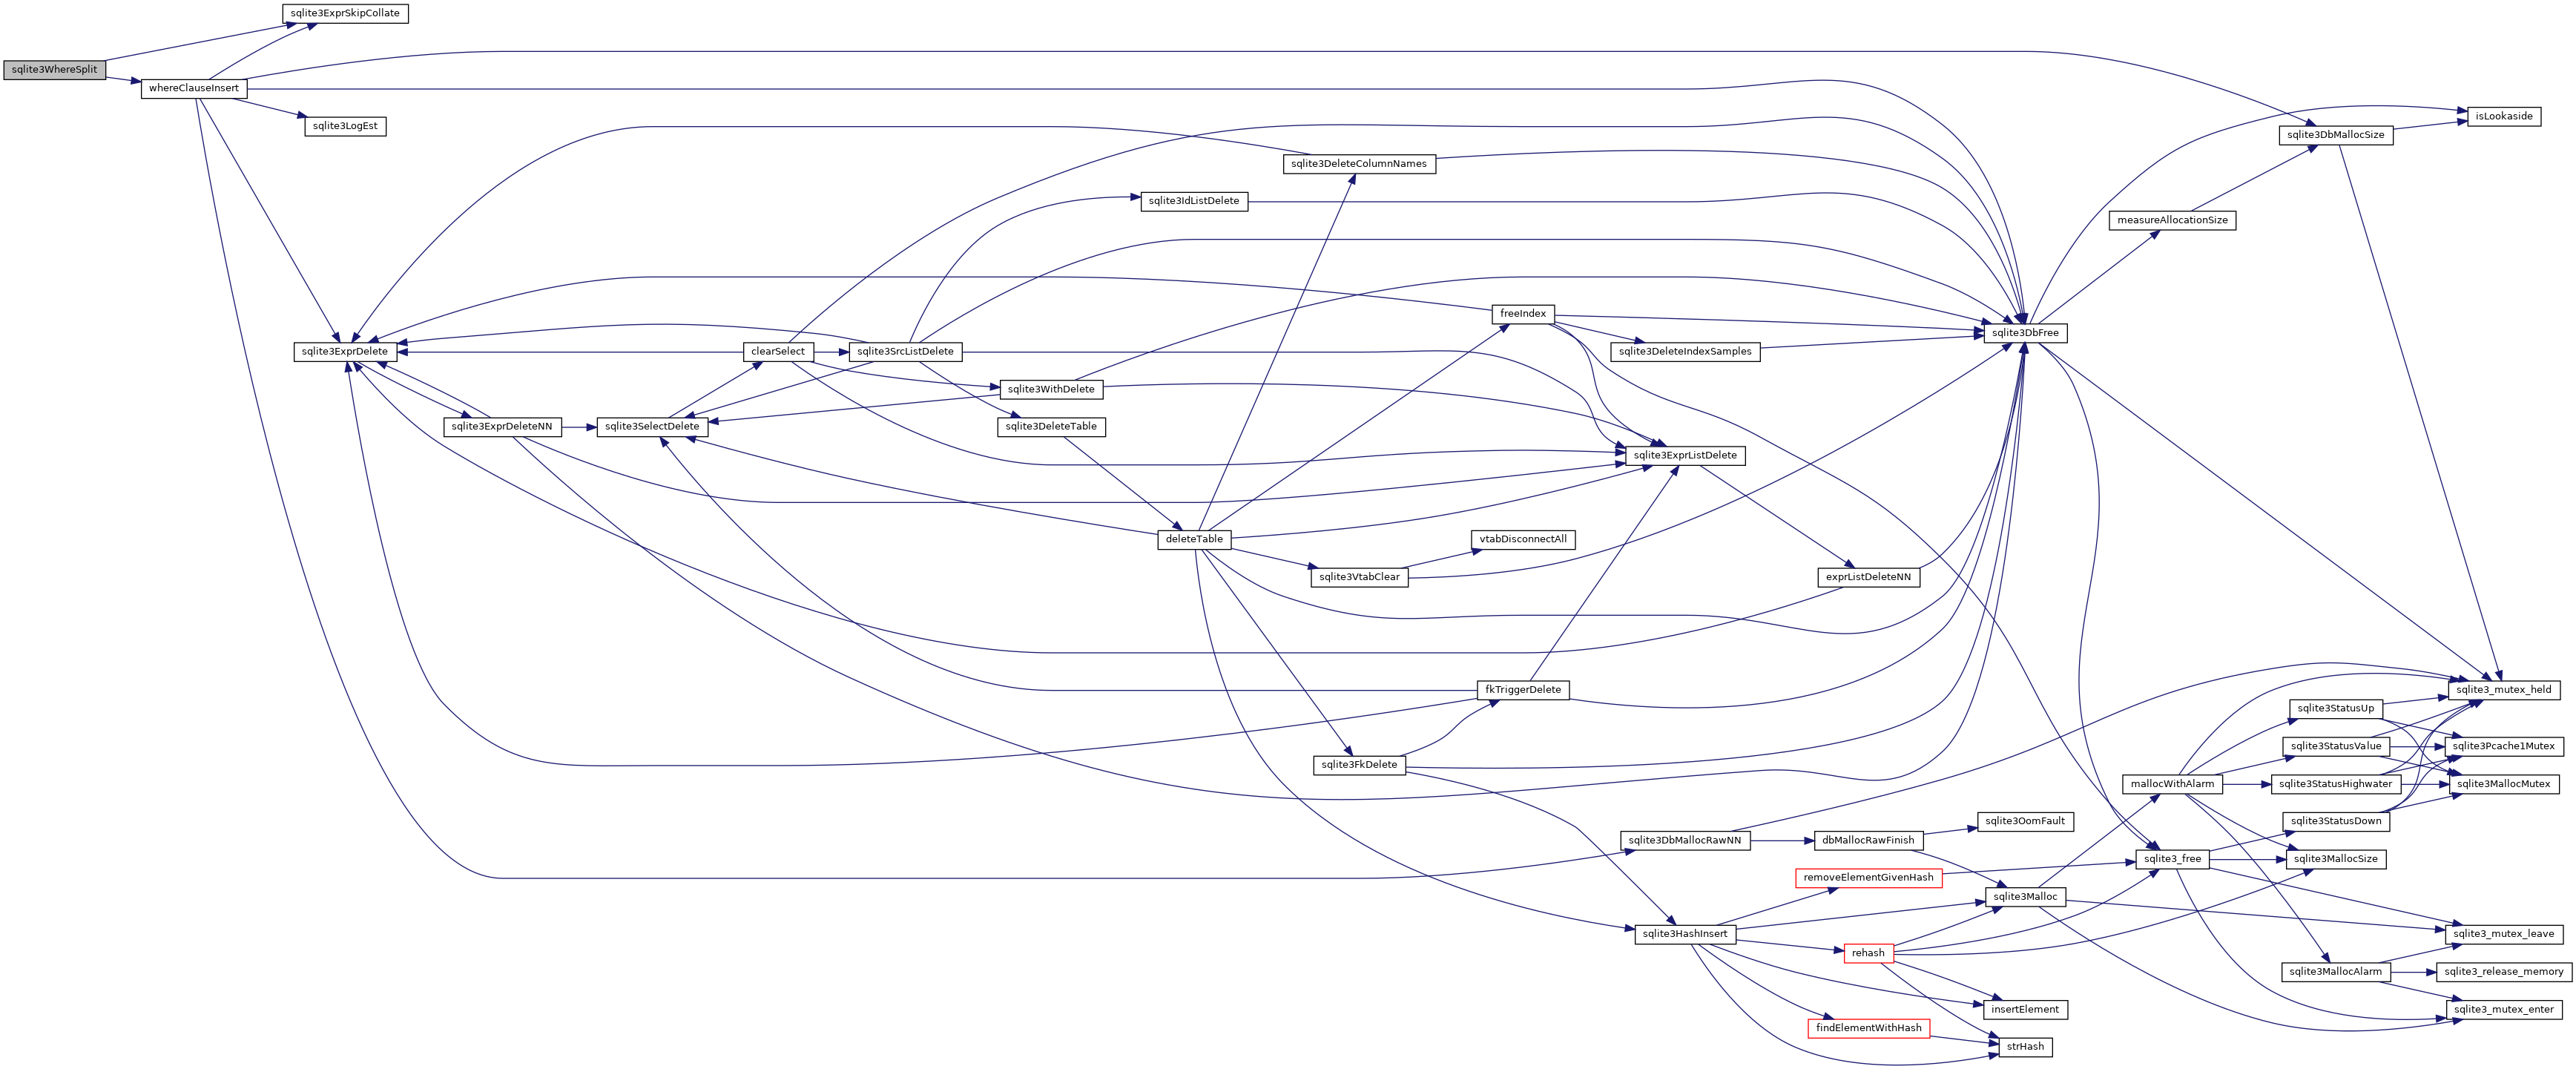 sqlite3WhereSplit
sqlite3ExprSkipCollate
whereClauseInsert
sqlite3LogEst
sqlite3ExprDelete
sqlite3ExprDeleteNN
sqlite3SelectDelete
clearSelect
sqlite3SrcListDelete
sqlite3WithDelete
sqlite3DeleteTable
sqlite3IdListDelete
deleteTable
sqlite3DeleteColumnNames
sqlite3VtabClear
sqlite3FkDelete
freeIndex
vtabDisconnectAll
fkTriggerDelete
sqlite3DeleteIndexSamples
sqlite3ExprListDelete
sqlite3DbMallocRawNN
sqlite3HashInsert
exprListDeleteNN
dbMallocRawFinish
removeElementGivenHash
rehash
findElementWithHash
sqlite3DbFree
sqlite3OomFault
sqlite3Malloc
insertElement
strHash
measureAllocationSize
mallocWithAlarm
sqlite3_free
sqlite3DbMallocSize
sqlite3StatusUp
sqlite3StatusValue
sqlite3StatusHighwater
sqlite3StatusDown
sqlite3MallocSize
sqlite3MallocAlarm
isLookaside
sqlite3_mutex_held
sqlite3Pcache1Mutex
sqlite3MallocMutex
sqlite3_mutex_leave
sqlite3_release_memory
sqlite3_mutex_enter